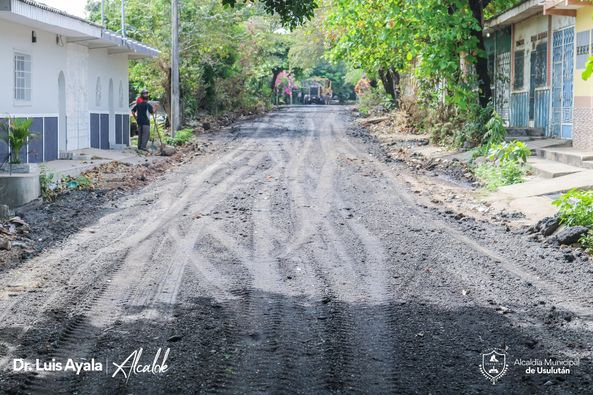 Dr. Luis Ayala
Alcalde
Alcaldía Municipal
de Usulután